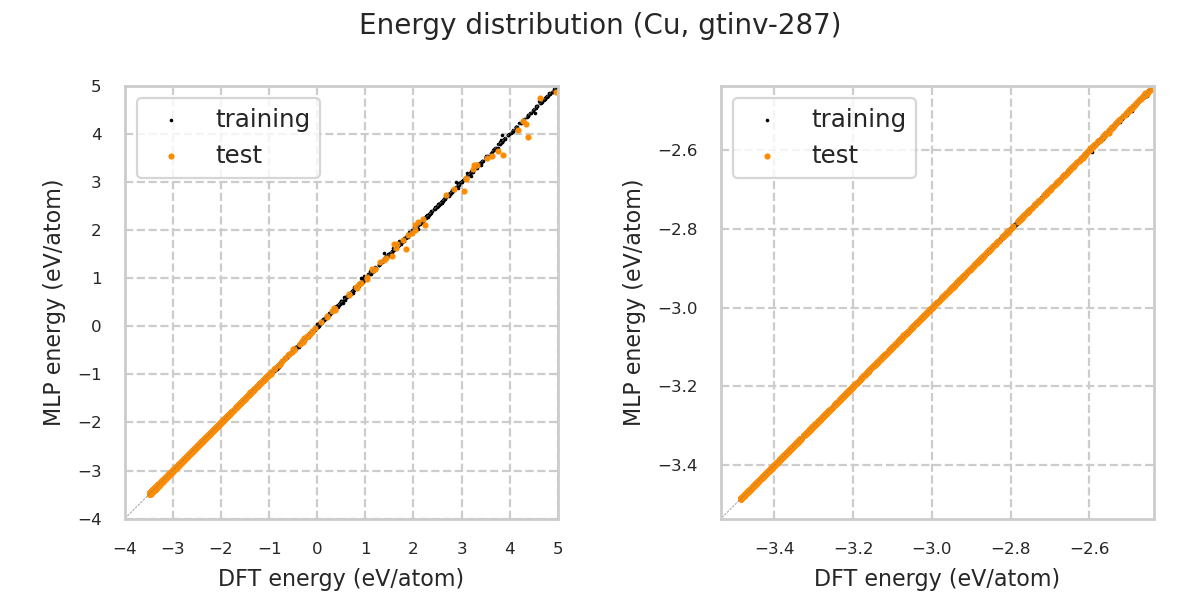 Energy distribution (Cu, gtinv-287)
training
test
5
4
3
2
1
0
−1
−2
−3
−4
−4 −3 −2 −1 0 1 2 3 4 5
MLP energy (eV/atom)
DFT energy (eV/atom)
training
test
−2.6
−2.8
−3.0
−3.2
−3.4
−3.4 −3.2 −3.0 −2.8 −2.6
MLP energy (eV/atom)
DFT energy (eV/atom)